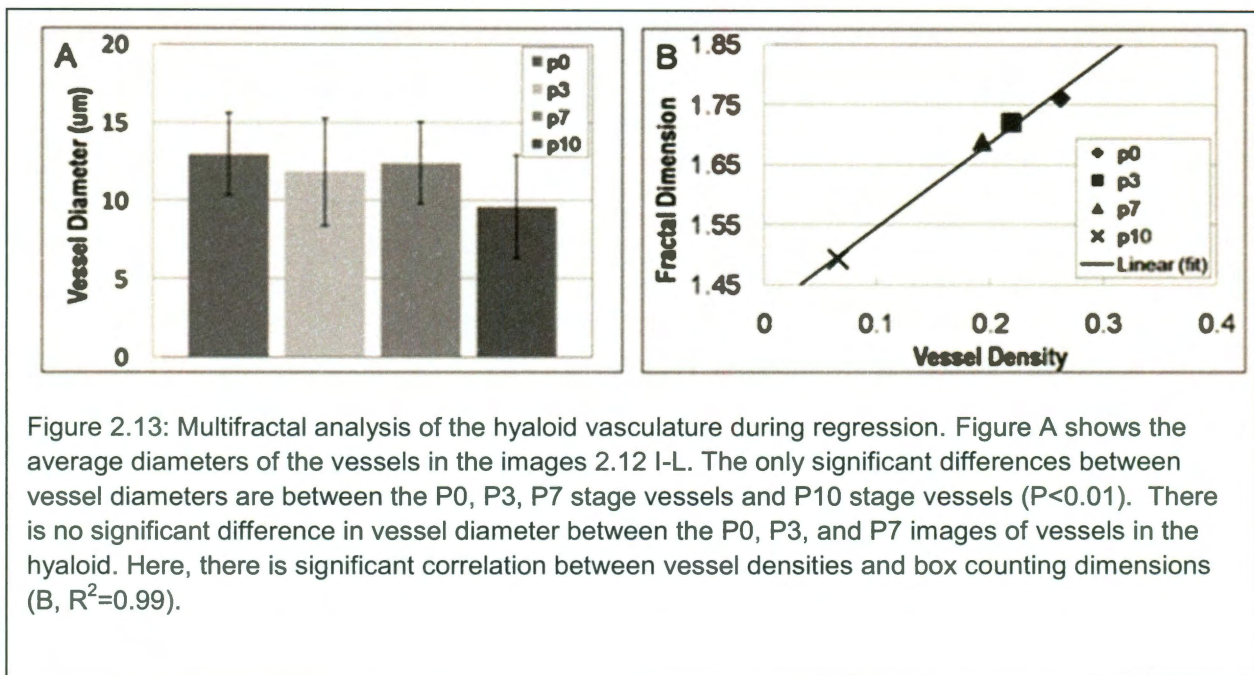 A
20
15
10
5
0
Vessel Diameter (um)
p0
p3
p7
p10
B
1.85
1.75
1.65
1.55
1.45
Fractal Dimension
0 0.1 0.2 0.3 0.4
Vessel Density
p0
p3
p7
p10
Linear (fit)
Figure 2.13: Multifractal analysis of the hyaloid vasculature during regression. Figure A shows the
average diameters of the vessels in the images 2.12 I-L. The only significant differences between
vessel diameters are between the P0, P3, P7 stage vessels and P10 stage vessels (P<0.01). There
is no significant difference in vessel diameter between the P0, P3, and P7 images of vessels in the
hyaloid. Here, there is significant correlation between vessel densities and box counting dimensions
(B, R²=0.99).